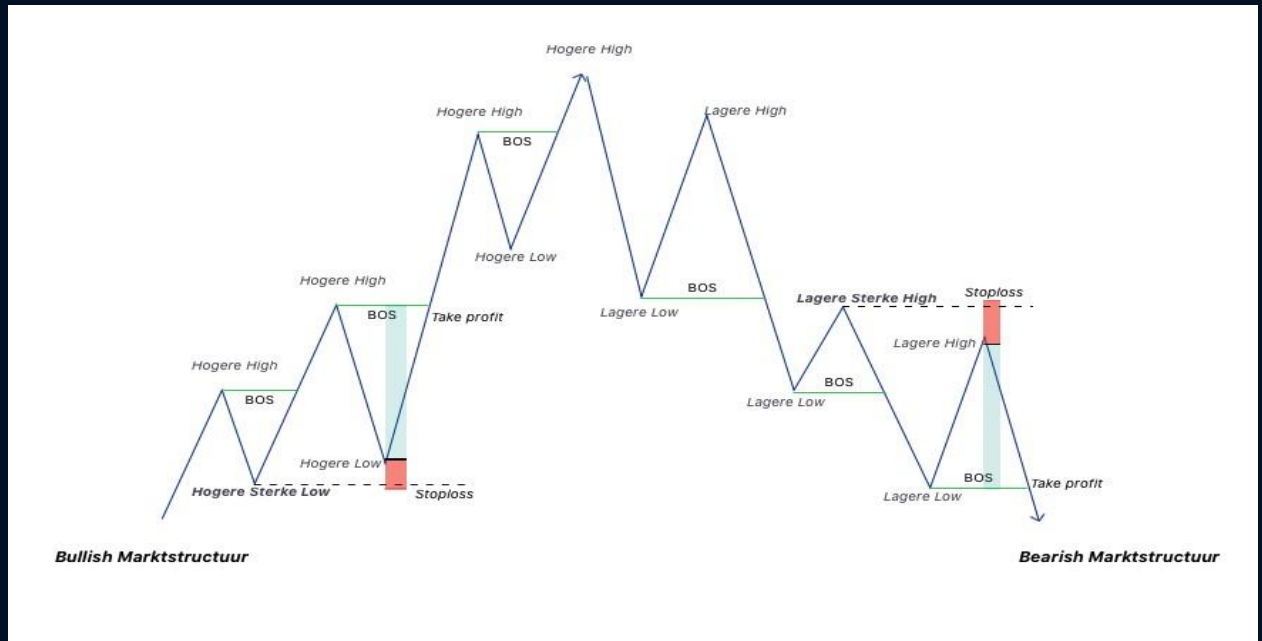 Hogere High
Hogere High
BOS
Lagere High
Hogere Low
Hogere High
BOS
Take profit
BOS
Lagere Low
Lagere Sterke High
Stoploss
Lagere High
Hogere High
BOS
BOS
Lagere Low
Hogere Low
Hogere Sterke Low
Stoploss
BOS
Take profit
Lagere Low
Bullish Marktstructuur
Bearish Marktstructuur